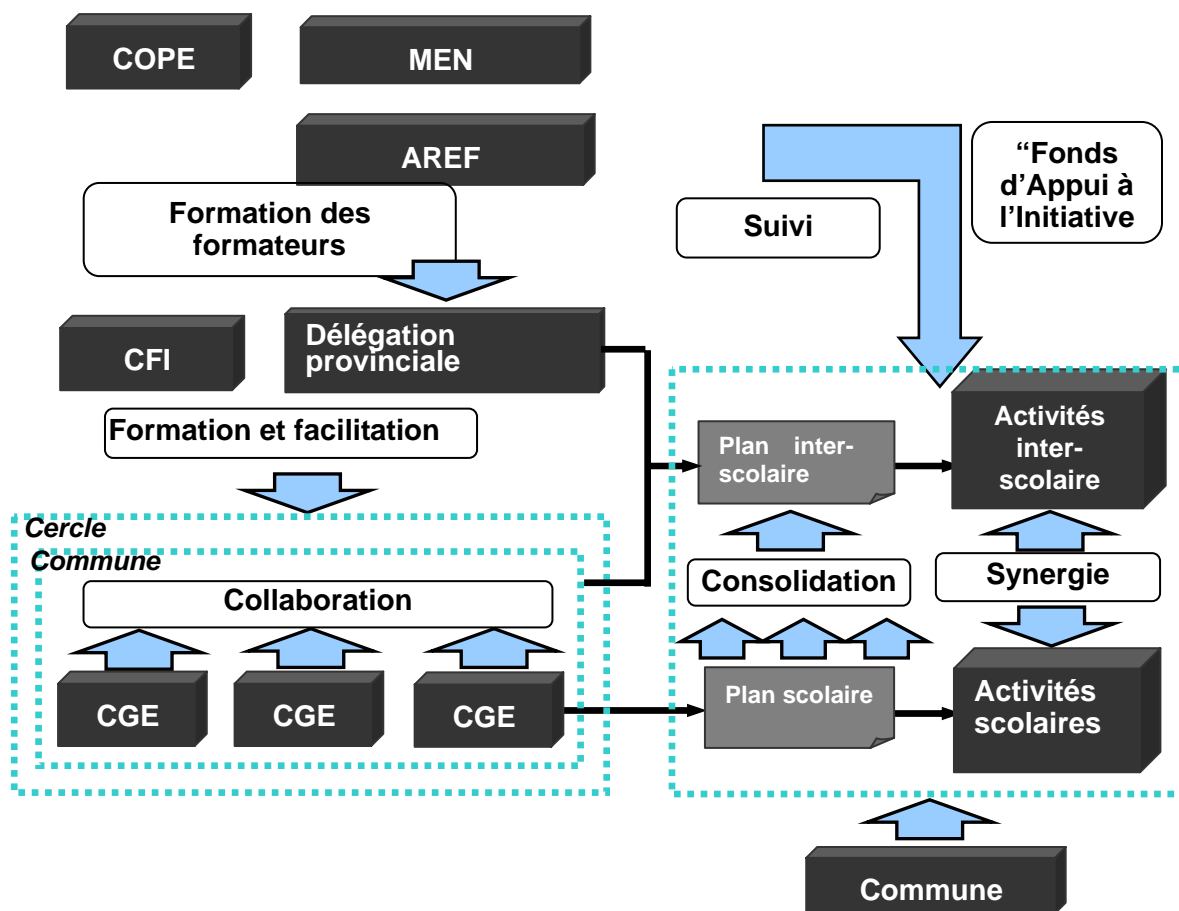 COPE
MEN
AREF
Formation des
formateurs
“Fonds
d’Appui à
l’Initiative
Suivi
CFI
Délégation
provinciale
Formation et facilitation
Plan inter-
scolaire
Activités
inter-
scolaire
Cercle
Commune
Collaboration
Consolidation
Synergie
CGE
CGE
CGE
Plan scolaire
Activités
scolaires
Commune